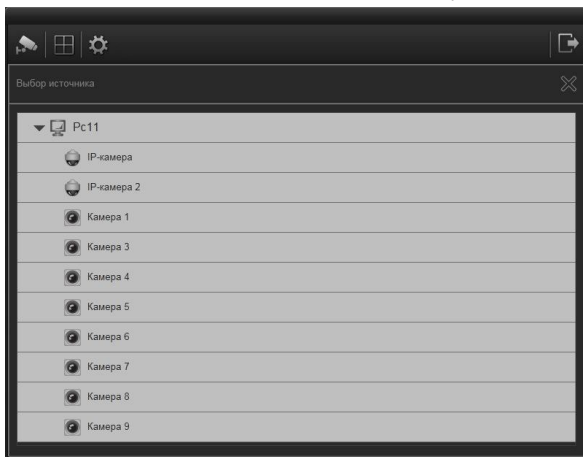 Выбор источника
Pc11
IP-камера
IP-камера 2
Камера 1
Камера 3
Камера 4
Камера 5
Камера 6
Камера 7
Камера 8
Камера 9